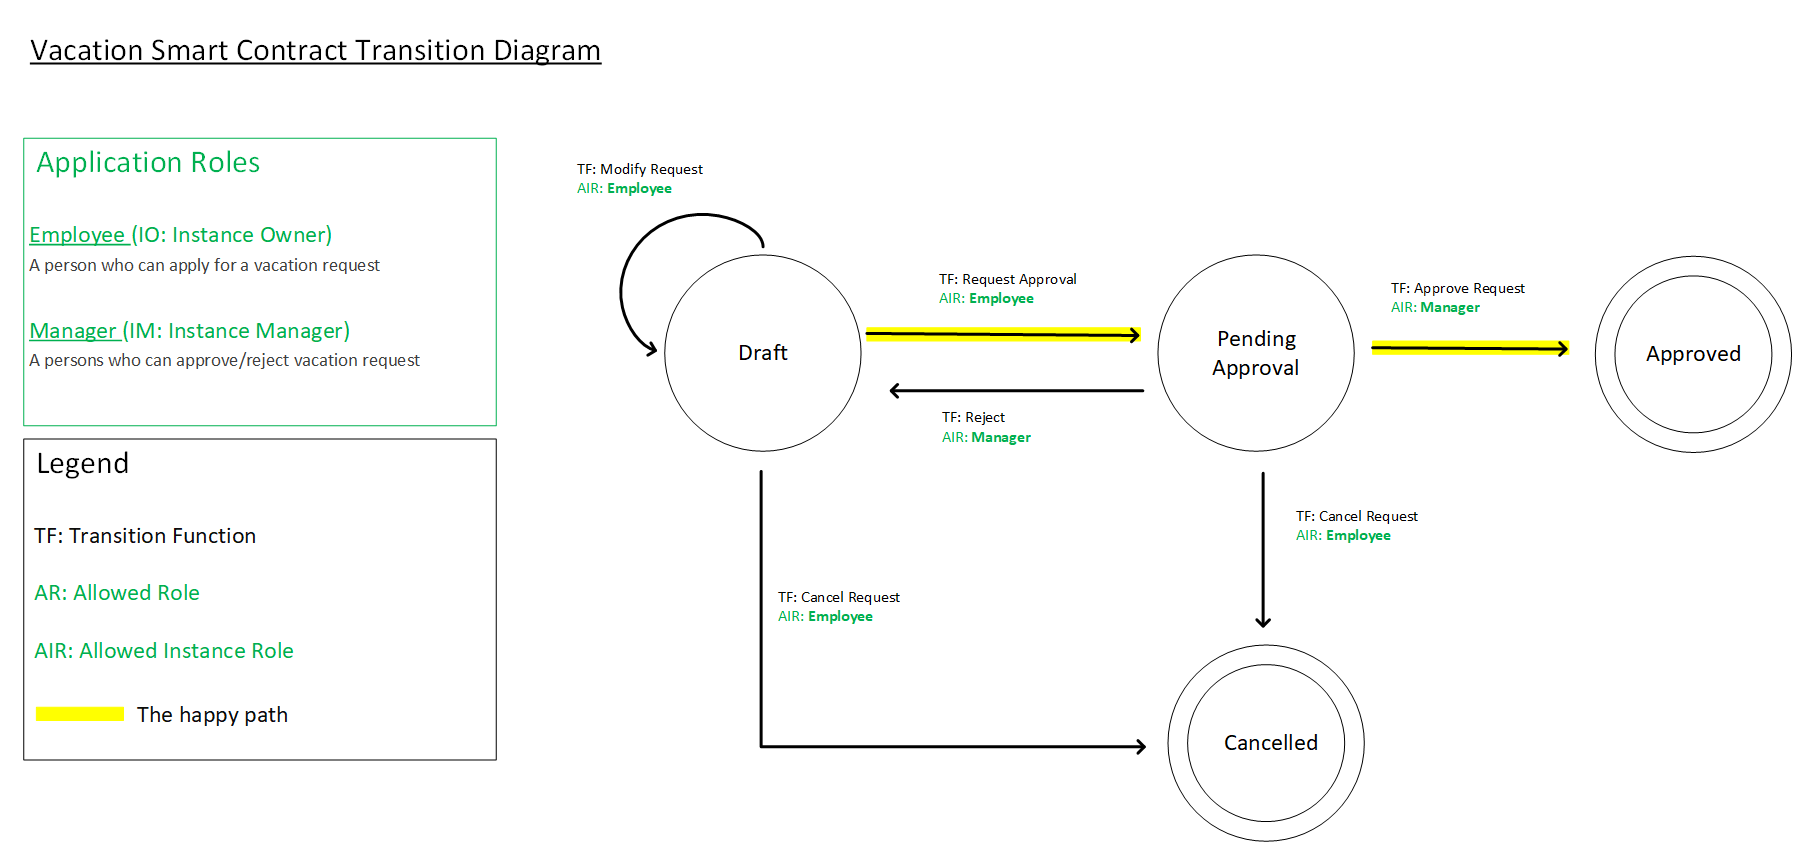 Vacation Smart Contract Transition Diagram
Application Roles
Employee (IO: Instance Owner)
A person who can apply for a vacation request
Manager (IM: Instance Manager)
A persons who can approve/reject vacation request
Legend
TF: Transition Function
AR: Allowed Role
AIR: Allowed Instance Role
The happy path
TF: Modify Request
AIR: Employee
Draft
TF: Request Approval
AIR: Employee
TF: Reject
AIR: Manager
Pending
Approval
TF: Approve Request
AIR: Manager
Approved
TF: Cancel Request
AIR: Employee
TF: Cancel Request
AIR: Employee
Cancelled